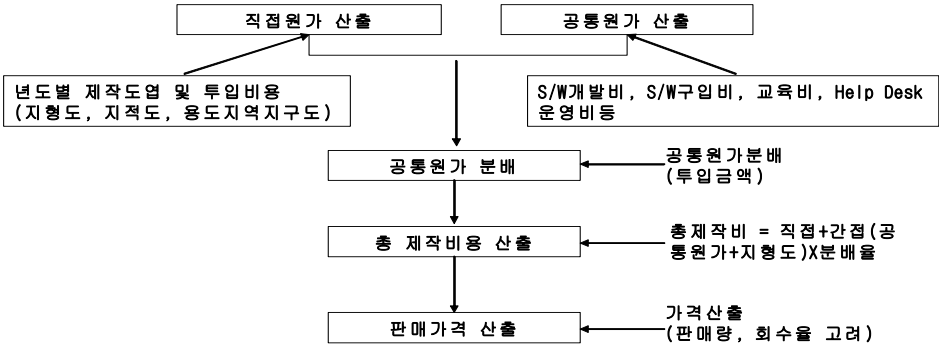 직접원가 산출
공통원가 산출
년도별 제작도엽 및 투입비용
(지형도, 지적도, 용도지역지구도)
S/W개발비, S/W구입비, 교육비, Help Desk
운영비등
공통원가 분배
공통원가분배
(투입금액)
총 제작비용 산출
총제작비 = 직접+간접(공
통원가+지형도)X분배율
판매가격 산출
가격산출
(판매량, 회수율 고려)